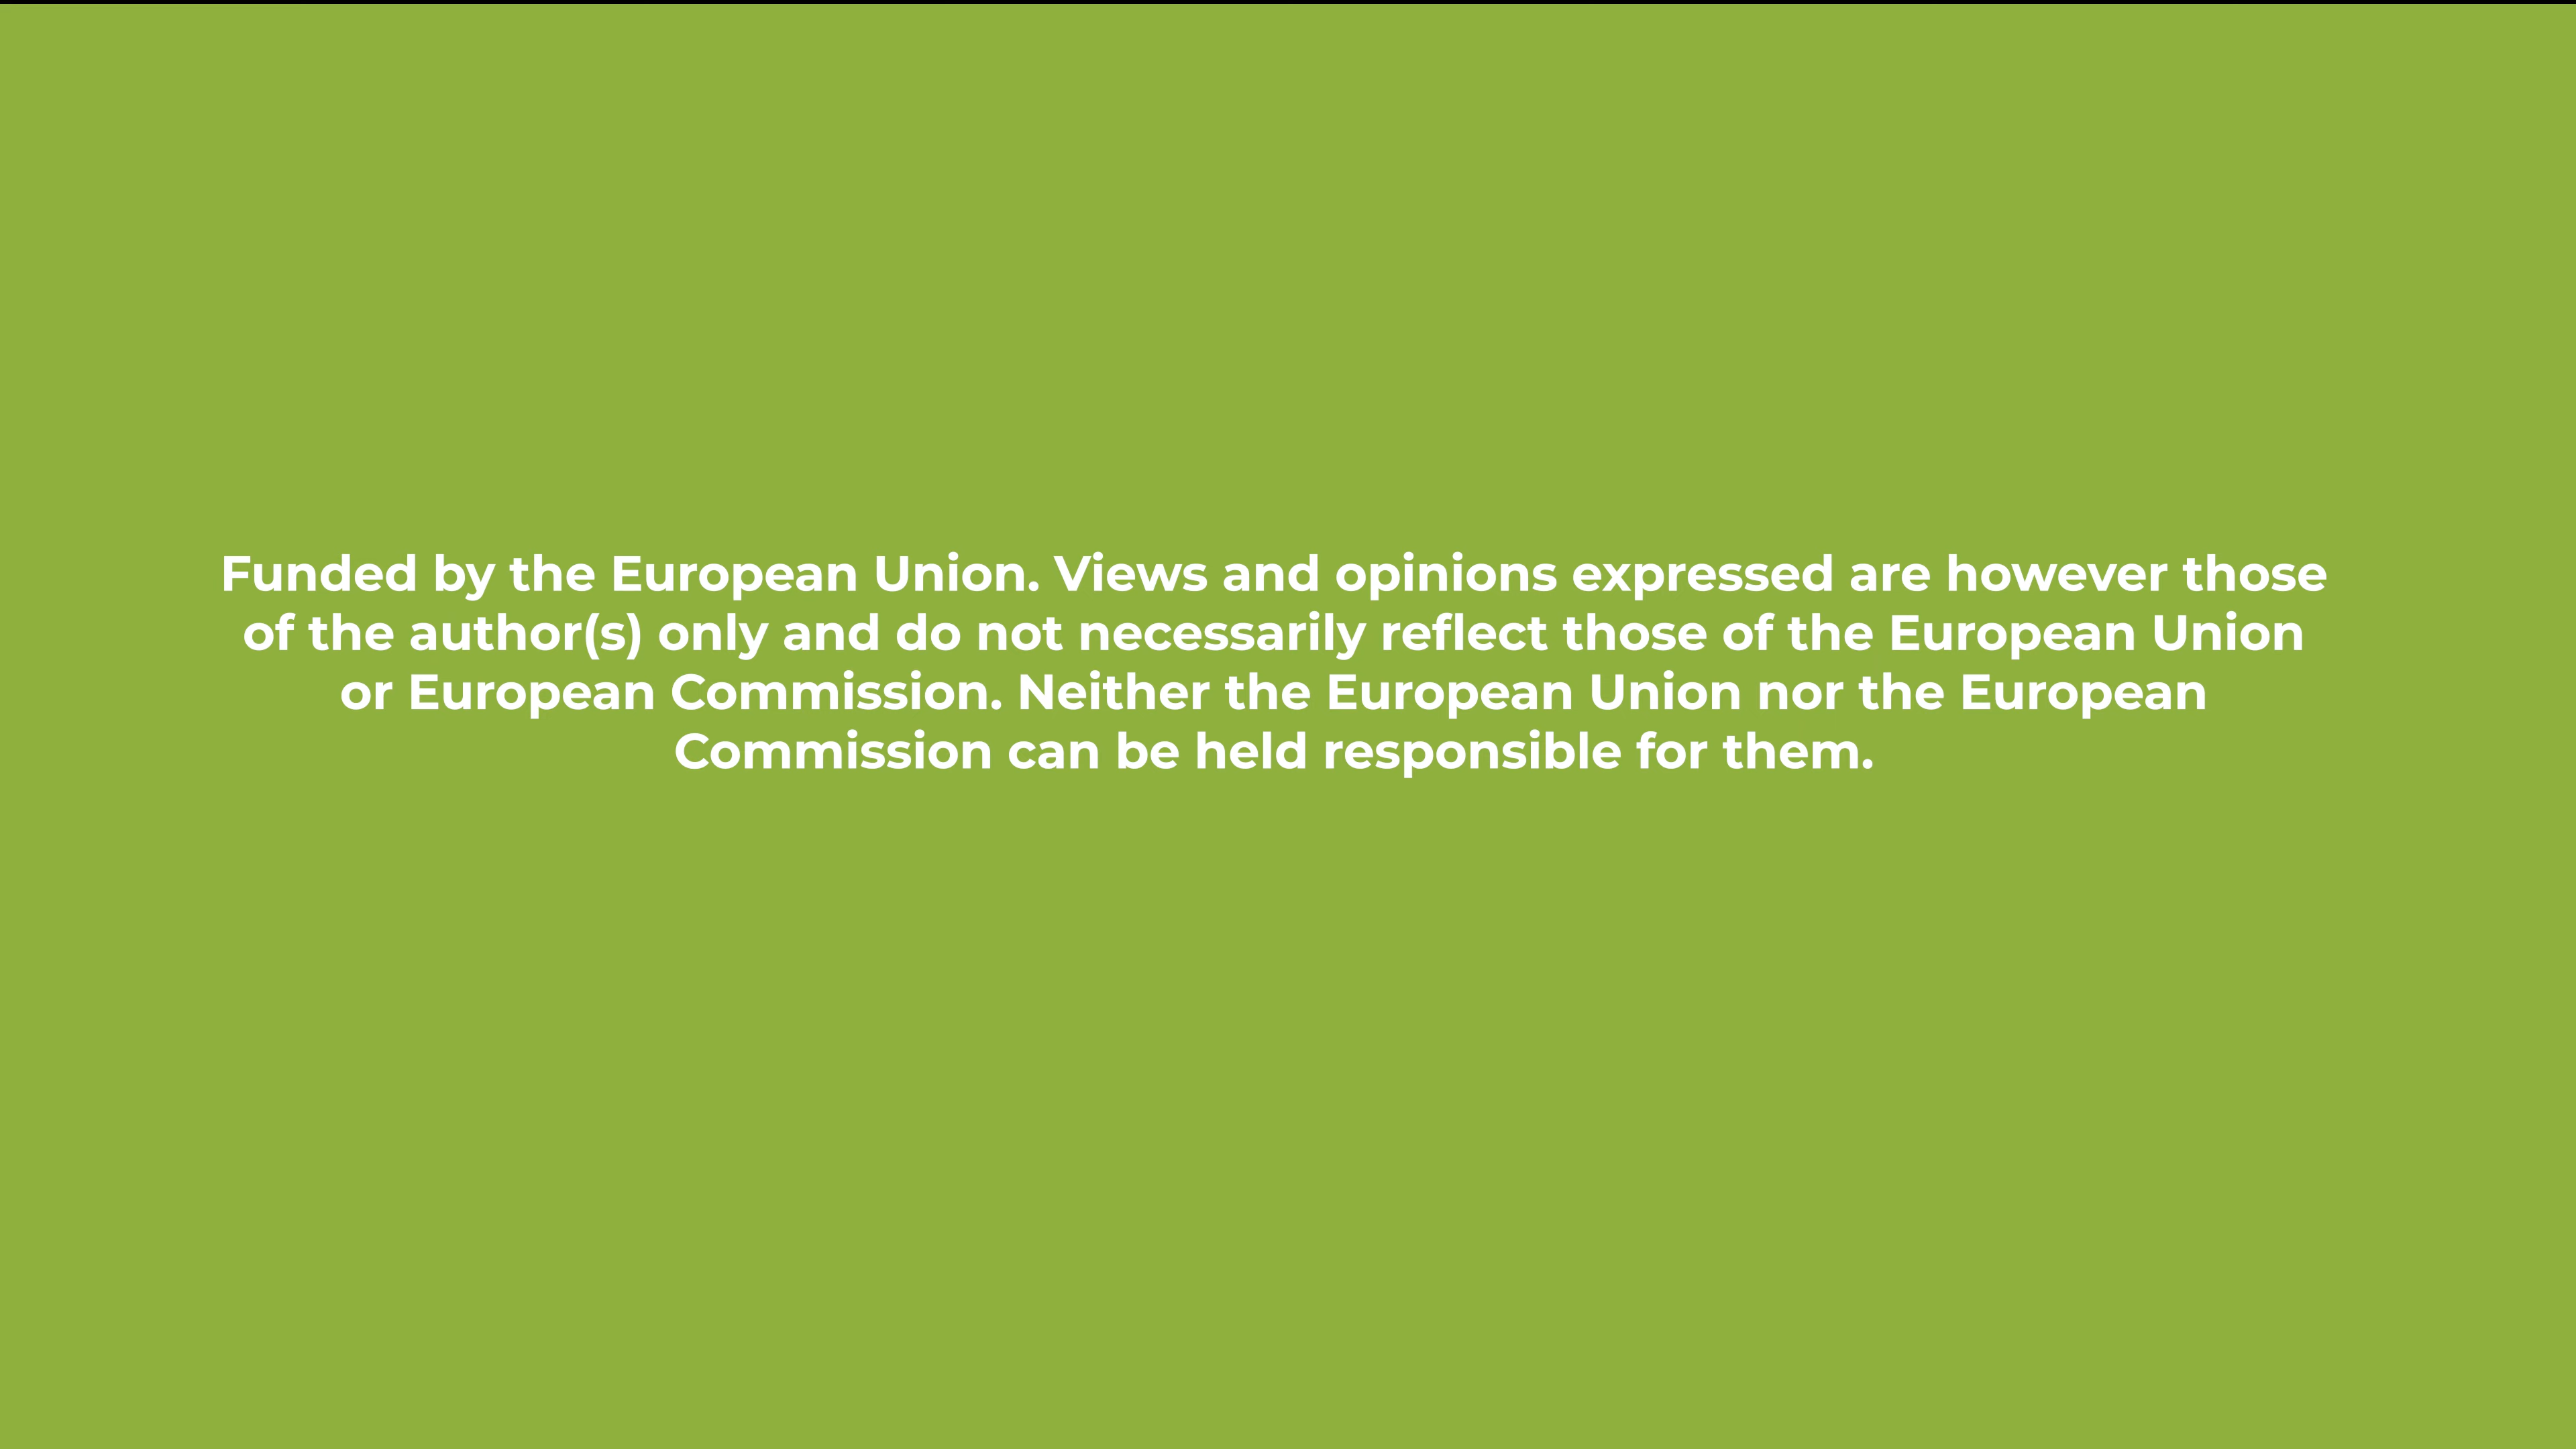 Funded by the European Union. Views and opinions expressed are however those
of the author(s) only and do not necessarily reflect those of the European Union
or European Commission. Neither the European Union nor the European
Commission can be held responsible for them.